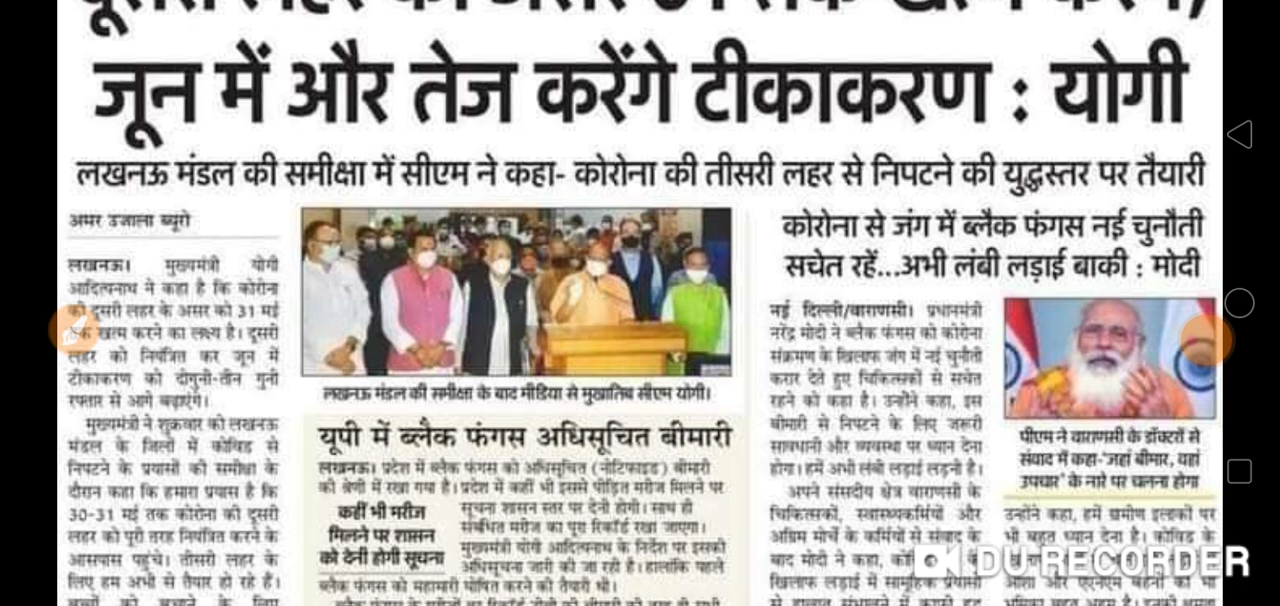 जून में और तेज करेंगे टीकाकरण : योगी
लखनऊ मंडल की समीक्षा में सीएम ने कहा- कोरोना की तीसरी लहर से निपटने की युद्धस्तर पर तैयारी
अमर उजाला ब्यूरो
लखनऊ। मुख्यमंत्री योगी
आदित्यनाथ ने कहा है कि कोरोना
की दूसरी लहर के असर को 31 मई
तक खत्म करने का लक्ष्य है। दूसरी
लहर को नियंत्रित कर जून में
टीकाकरण को दोगुनी-तीन गुनी
रफ्तार से आगे बढ़ाएंगे।
मुख्यमंत्री ने शुक्रवार को लखनऊ
मंडल के जिलों में कोविड से
निपटने के प्रयासों की समीक्षा के
दौरान कहा कि हमारा प्रयास है कि
30-31 मई तक कोरोना की दूसरी
लहर को पूरी तरह नियंत्रित करने के
आसपास पहुंचे। तीसरी लहर के
लिए हम अभी से तैयार हो रहे हैं।
लखनऊ मंडल की समीक्षा के बाद मीडिया से मुखातिब सीएम योगी।
यूपी में ब्लैक फंगस अधिसूचित बीमारी
लखनऊ। प्रदेश में ब्लैक फंगस को अधिसूचित (नोटिफाइड) बीमारी
की श्रेणी में रखा गया है। प्रदेश में कहीं भी इससे पीड़ित मरीज मिलने पर
सूचना शासन स्तर पर देनी होगी। साथ ही
संबंधित मरीज का पूरा रिकॉर्ड रखा जाएगा।
मुख्यमंत्री योगी आदित्यनाथ के निर्देश पर इसकी
अधिसूचना जारी की जा रही है। हालांकि पहले
ब्लैक फंगस को महामारी घोषित करने की तैयारी थी।
कहीं भी मरीज
मिलने पर शासन
को देनी होगी सूचना
कोरोना से जंग में ब्लैक फंगस नई चुनौती
सचेत रहें...अभी लंबी लड़ाई बाकी : मोदी
नई दिल्ली/वाराणसी। प्रधानमंत्री
नरेंद्र मोदी ने ब्लैक फंगस को कोरोना
संक्रमण के खिलाफ जंग में नई चुनौती
करार देते हुए चिकित्सकों से सचेत
रहने को कहा है। उन्होंने कहा, इस
बीमारी से निपटने के लिए जरूरी
सावधानी और व्यवस्था पर ध्यान देना
होगा। हमें अभी लंबी लड़ाई लड़नी है।
अपने संसदीय क्षेत्र वाराणसी के
चिकित्सकों, स्वास्थ्यकर्मियों और
अग्रिम मोर्चे के कर्मियों से संवाद के
बाद मोदी ने कहा,
खिलाफ लड़ाई में सामूहिक प्रयासों
पीएम ने वाराणसी के डॉक्टरों से
संवाद में कहा-'जहां बीमार, वहां
उपचार' के नारे पर चलना होगा
उन्होंने कहा, हमें ग्रामीण इलाकों पर
भी बहुत ध्यान देना है। कोविड के
DU RECORDER
आशा और एएनएम बहनों की भी